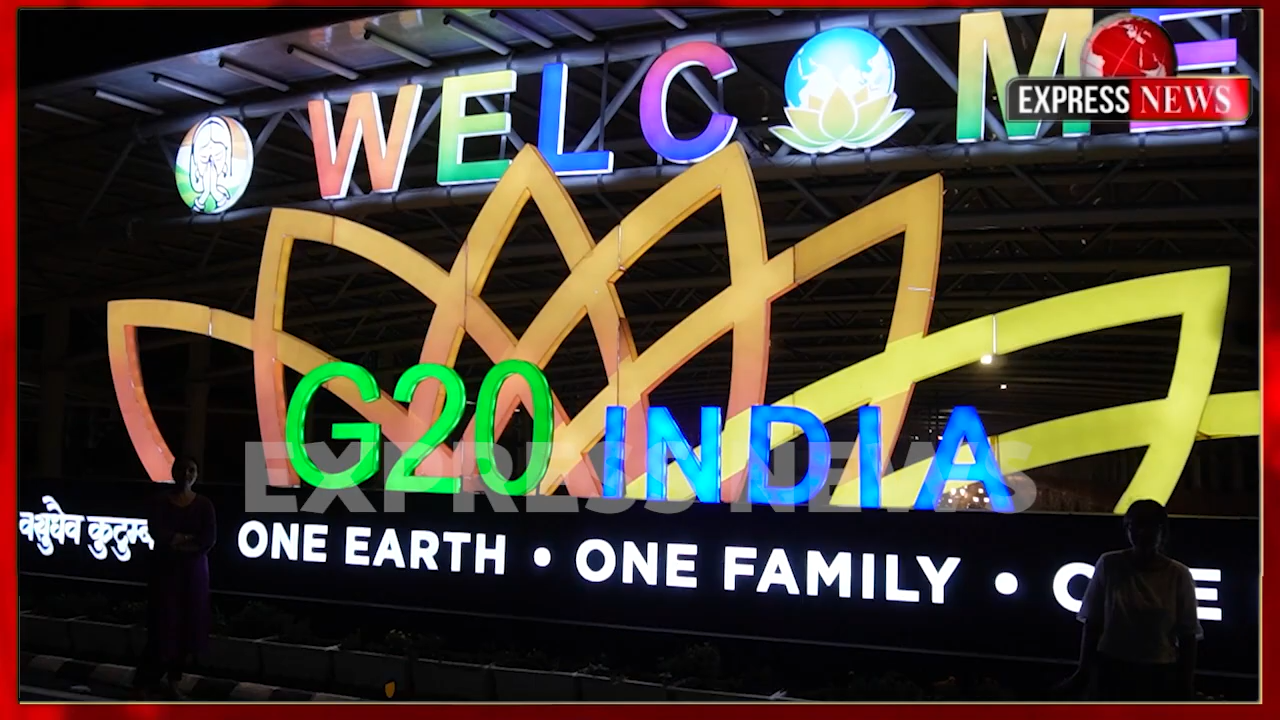 WELCOME
EXPRESS NEWS
G20 INDIA
EXPRESS NEWS
वसुधैव
ONE EARTH • ONE FAMILY •